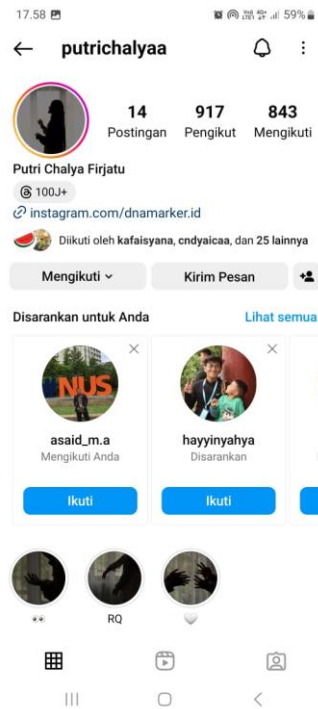 17.58 59%
putrichalyaa
14 917 843
Postingan Pengikut Mengikuti
Putri Chalya Firjatu
100J+
instagram.com/dnamarker.id
Diikuti oleh kafaisyana, cndyaicaa, dan 25 lainnya
Mengikuti Kirim Pesan
Disarankan untuk Anda Lihat semua
NUS
asaid_m.a hayyinyahya
Mengikuti Anda Disarankan
Ikuti Ikuti
RQ